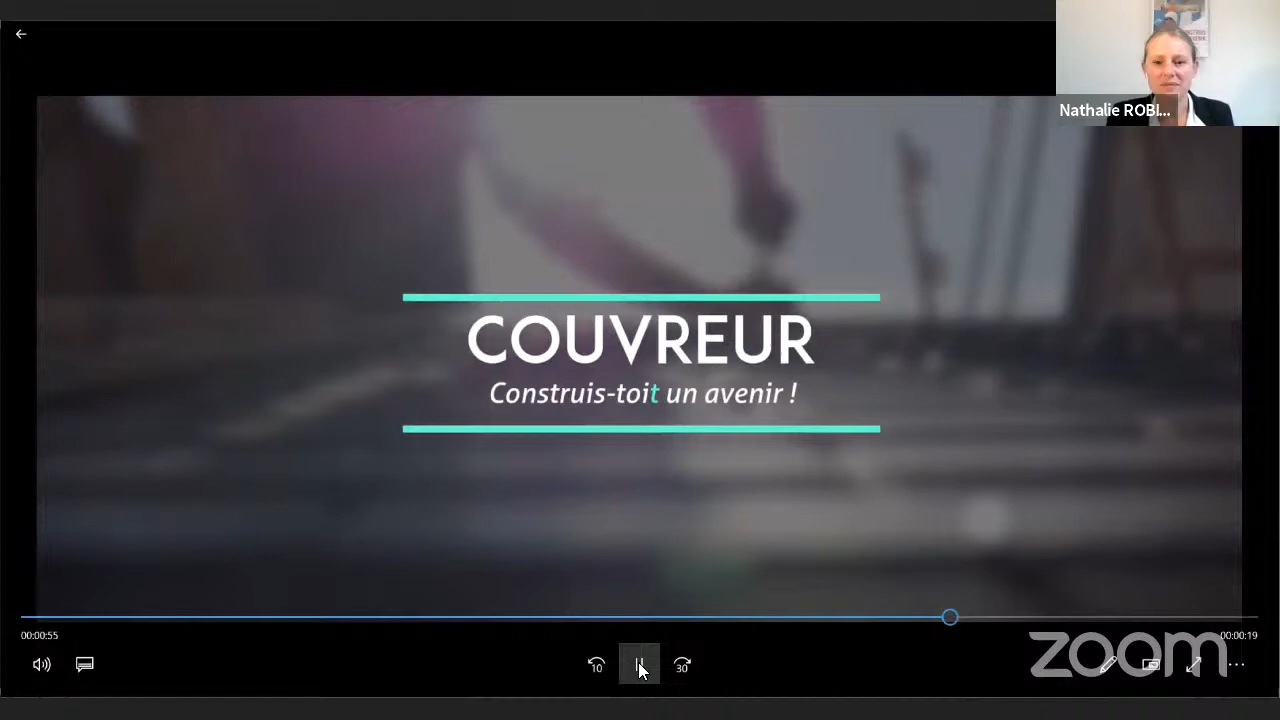 Nathalie ROBI...
COUVREUR
Construis-toit un avenir !
00:00:55
00:00:19
10
30
zoom